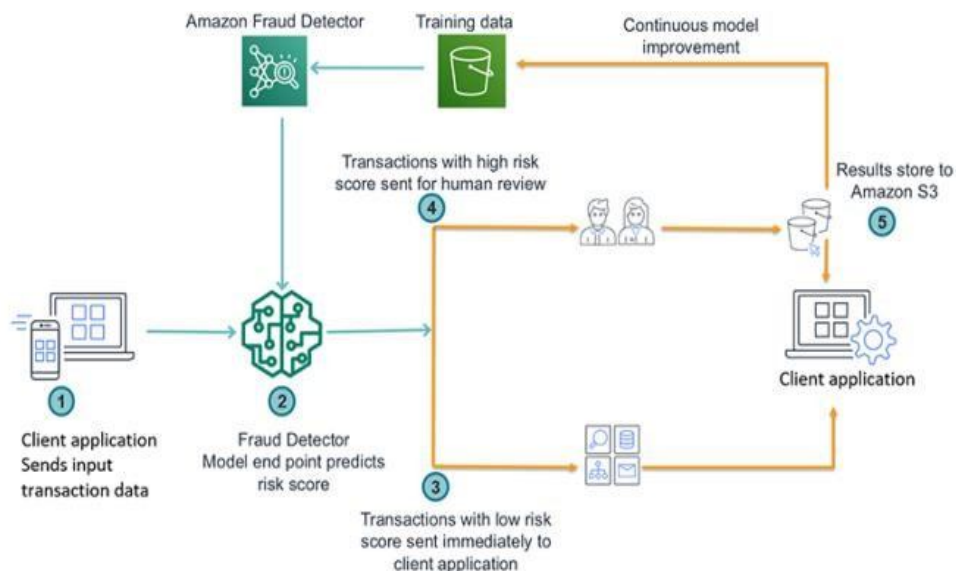 Amazon Fraud Detector
Training data
Continuous model
improvement
Transactions with high risk
score sent for human review
4
Results store to
Amazon S3
5
1
Client application
Sends input
transaction data
2
Fraud Detector
Model end point predicts
risk score
Client application
3
Transactions with low risk
score sent immediately to
client application